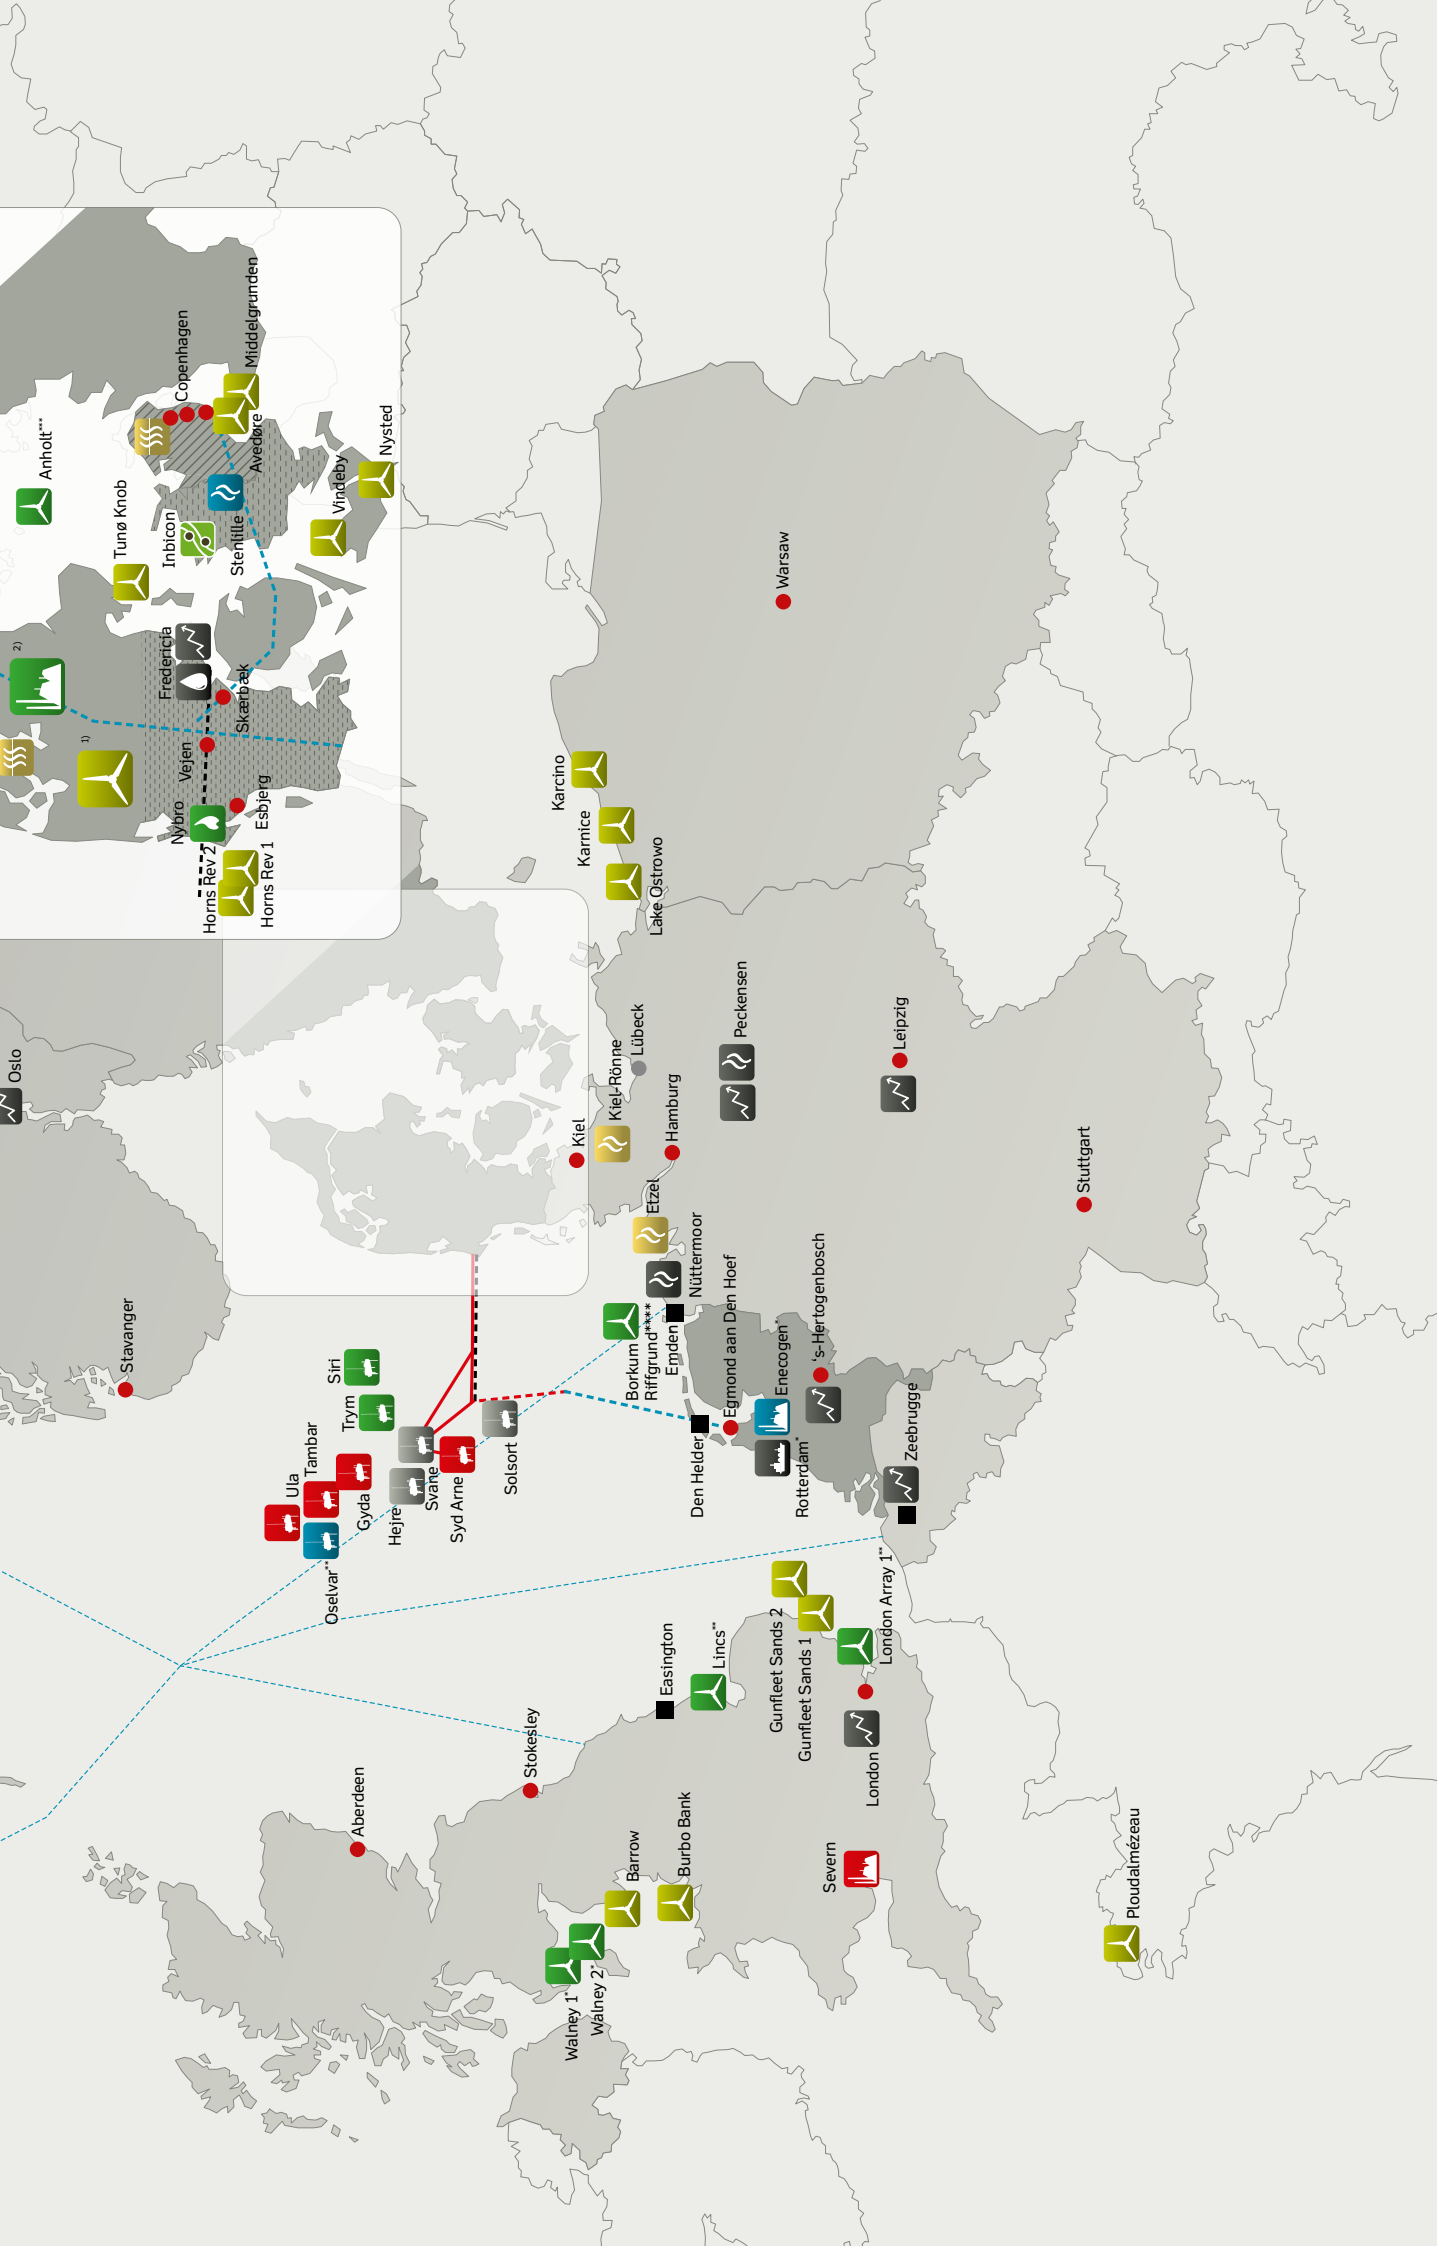 Oslo
Stavanger
Anholt***
Tunø Knob
Copenhagen
Middelgrunden
Avedøre
Inbicon
Stenlille
Vindeby
Nysted
2)
Fredericia
Skærbæk
1)
Vejen
Nybro
Esbjerg
Horns Rev 2
Horns Rev 1
Siri
Trym
Tambar
Ula
Gyda
Oselvar**
Hejre
Svane
Syd Arne
Solsort
Kiel
Kiel-Rönne
Lübeck
Hamburg
Peckensen
Leipzig
Stuttgart
Etzel
Nüttermoor
Borkum
Riffgrund****
Emden
Den Helder
Egmond aan Den Hoef
Enecogen*
Rotterdam*
‘s-Hertogenbosch
Zeebrugge
Karcino
Karnice
Lake Ostrowo
Warsaw
Aberdeen
Stokesley
Easington
Lincs**
Gunfleet Sands 2
Gunfleet Sands 1
London Array 1**
London
Severn
Barrow
Burbo Bank
Walney 1*
Walney 2*
Ploudalmézeau